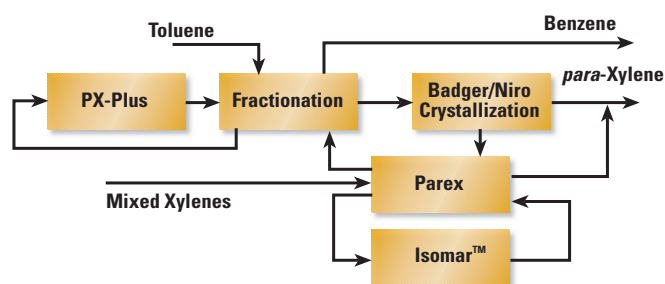 Toluene
Benzene
PX-Plus
Fractionation
Badger/Niro
Crystallization
para-Xylene
Mixed Xylenes
Parex
Isomar™